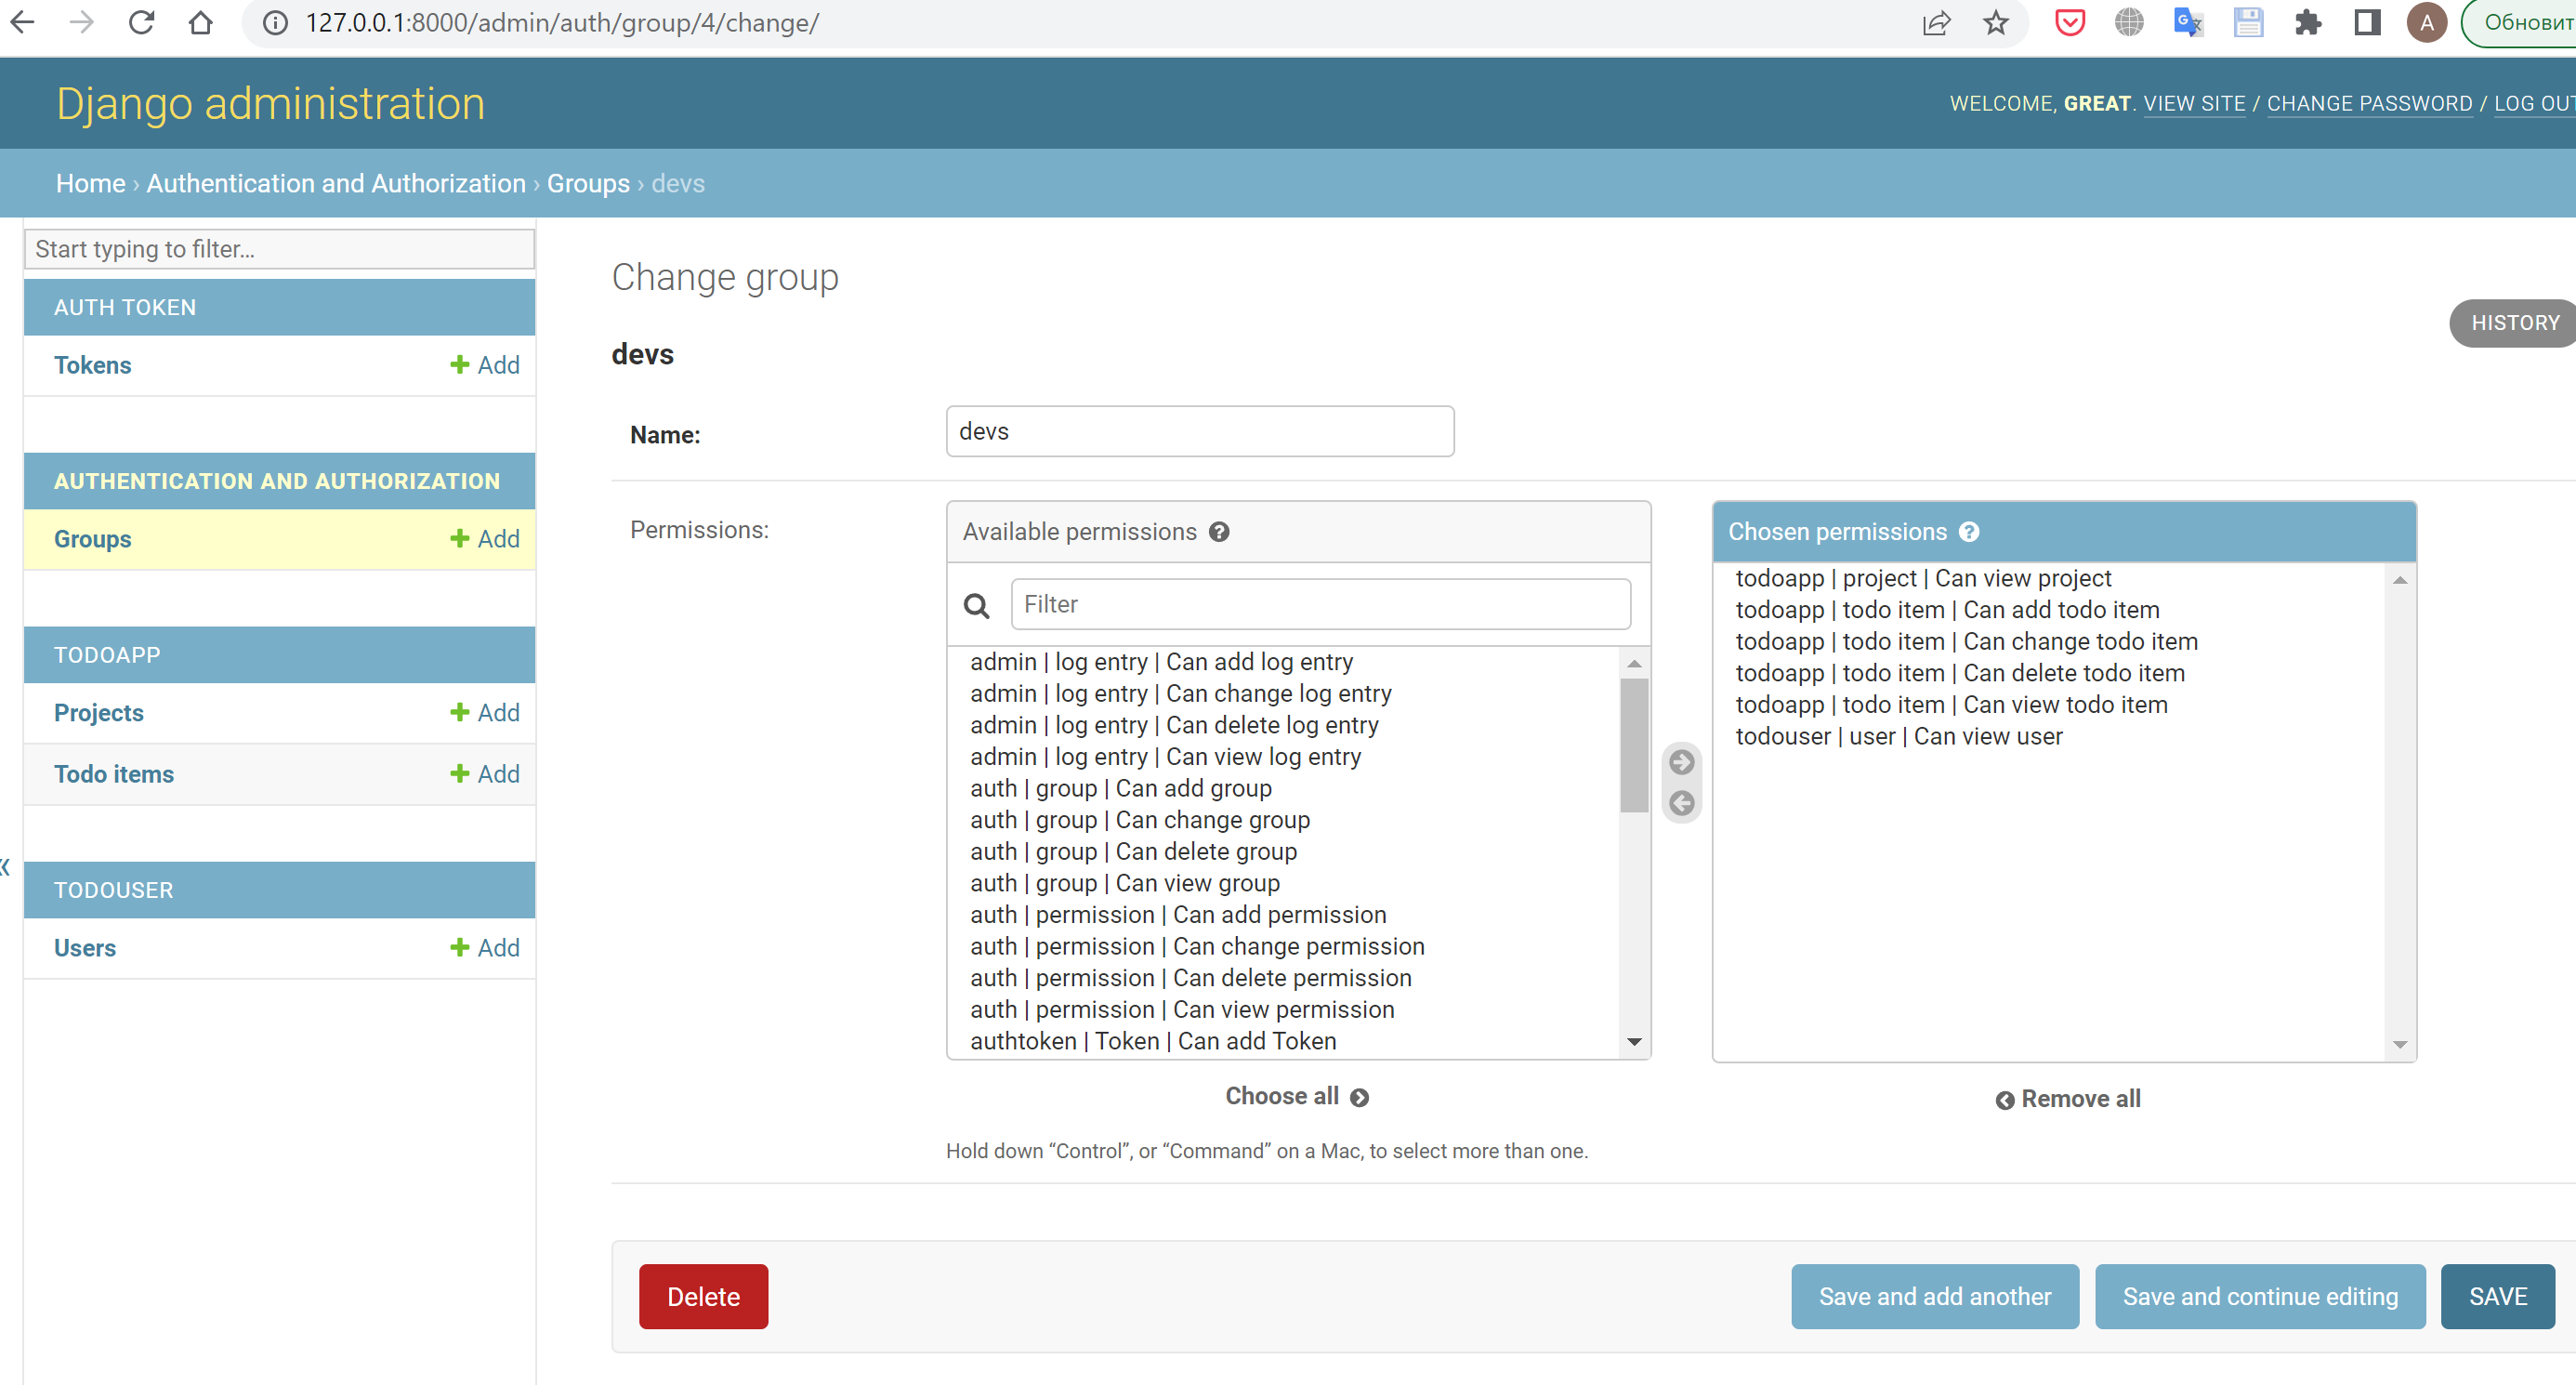 127.0.0.1:8000/admin/auth/group/4/change/
A
Обновит
Django administration
WELCOME, GREAT. VIEW SITE / CHANGE PASSWORD / LOG OUT
Home › Authentication and Authorization › Groups › devs
Start typing to filter...
AUTH TOKEN
Tokens
Add
AUTHENTICATION AND AUTHORIZATION
Groups
Add
TODOAPP
Projects
Add
Todo items
Add
TODOUSER
Users
Add
«
Change group
HISTORY
devs
Name:
devs
Permissions:
Available permissions ?
Filter
admin | log entry | Can add log entry
admin | log entry | Can change log entry
admin | log entry | Can delete log entry
admin | log entry | Can view log entry
auth | group | Can add group
auth | group | Can change group
auth | group | Can delete group
auth | group | Can view group
auth | permission | Can add permission
auth | permission | Can change permission
auth | permission | Can delete permission
auth | permission | Can view permission
authtoken | Token | Can add Token
Choose all
Chosen permissions ?
todoapp | project | Can view project
todoapp | todo item | Can add todo item
todoapp | todo item | Can change todo item
todoapp | todo item | Can delete todo item
todoapp | todo item | Can view todo item
todouser | user | Can view user
Remove all
Hold down “Control”, or “Command” on a Mac, to select more than one.
Delete
Save and add another
Save and continue editing
SAVE